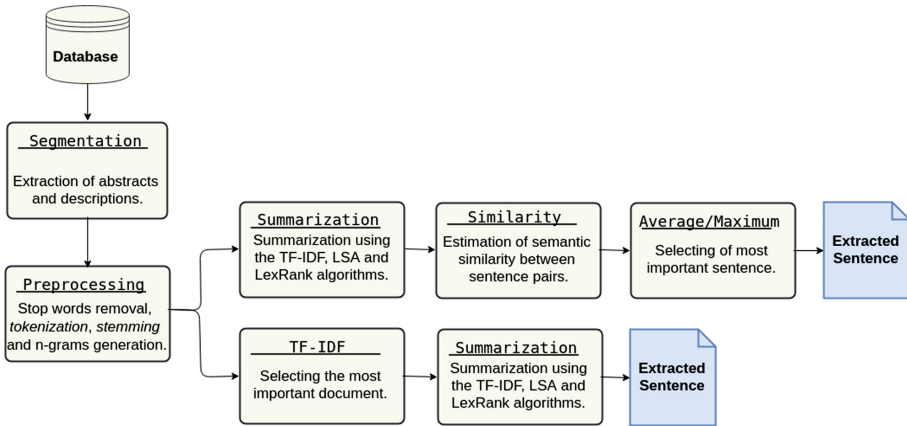 Database
Segmentation
Extraction of abstracts
and descriptions.
Preprocessing
Stop words removal,
tokenization, stemming
and n-grams generation.
Summarization
Summarization using
the TF-IDF, LSA and
LexRank algorithms.
Similarity
Estimation of semantic
similarity between
sentence pairs.
Average/Maximum
Selecting of most
important sentence.
Extracted
Sentence
TF-IDF
Selecting the most
important document.
Summarization
Summarization using
the TF-IDF, LSA and
LexRank algorithms.
Extracted
Sentence